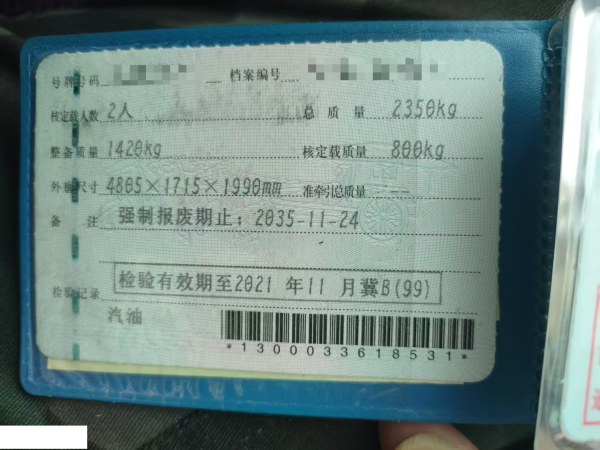 号牌号码 档案编号
核定载人数 2人 总质量 2350kg
整备质量 1420kg 核定载质量 800kg
外廓尺寸 4805×1715×1990mm 准牵引总质量 --
备注 强制报废期止：2035-11-24
检验记录 检验有效期至2021 年11 月冀B(99)
汽油
*1300033618531*